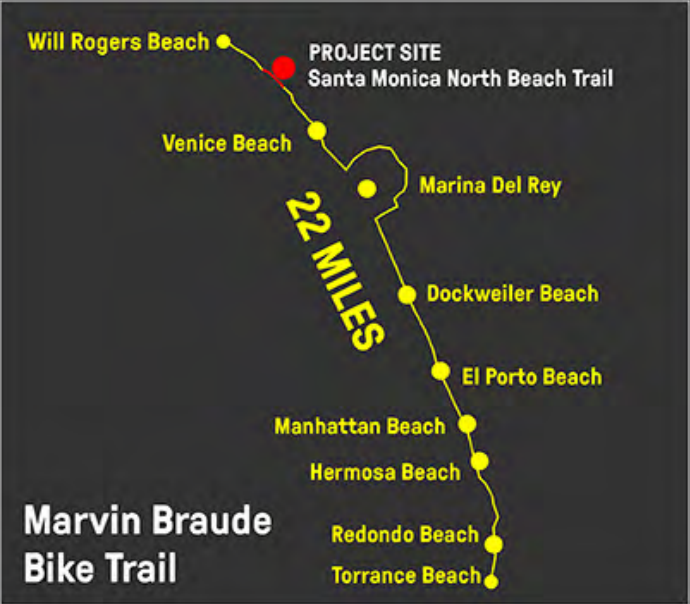 Will Rogers Beach
PROJECT SITE
Santa Monica North Beach Trail
Venice Beach
Marina Del Rey
22 MILES
Dockweiler Beach
El Porto Beach
Manhattan Beach
Hermosa Beach
Redondo Beach
Torrance Beach
Marvin Braude
Bike Trail